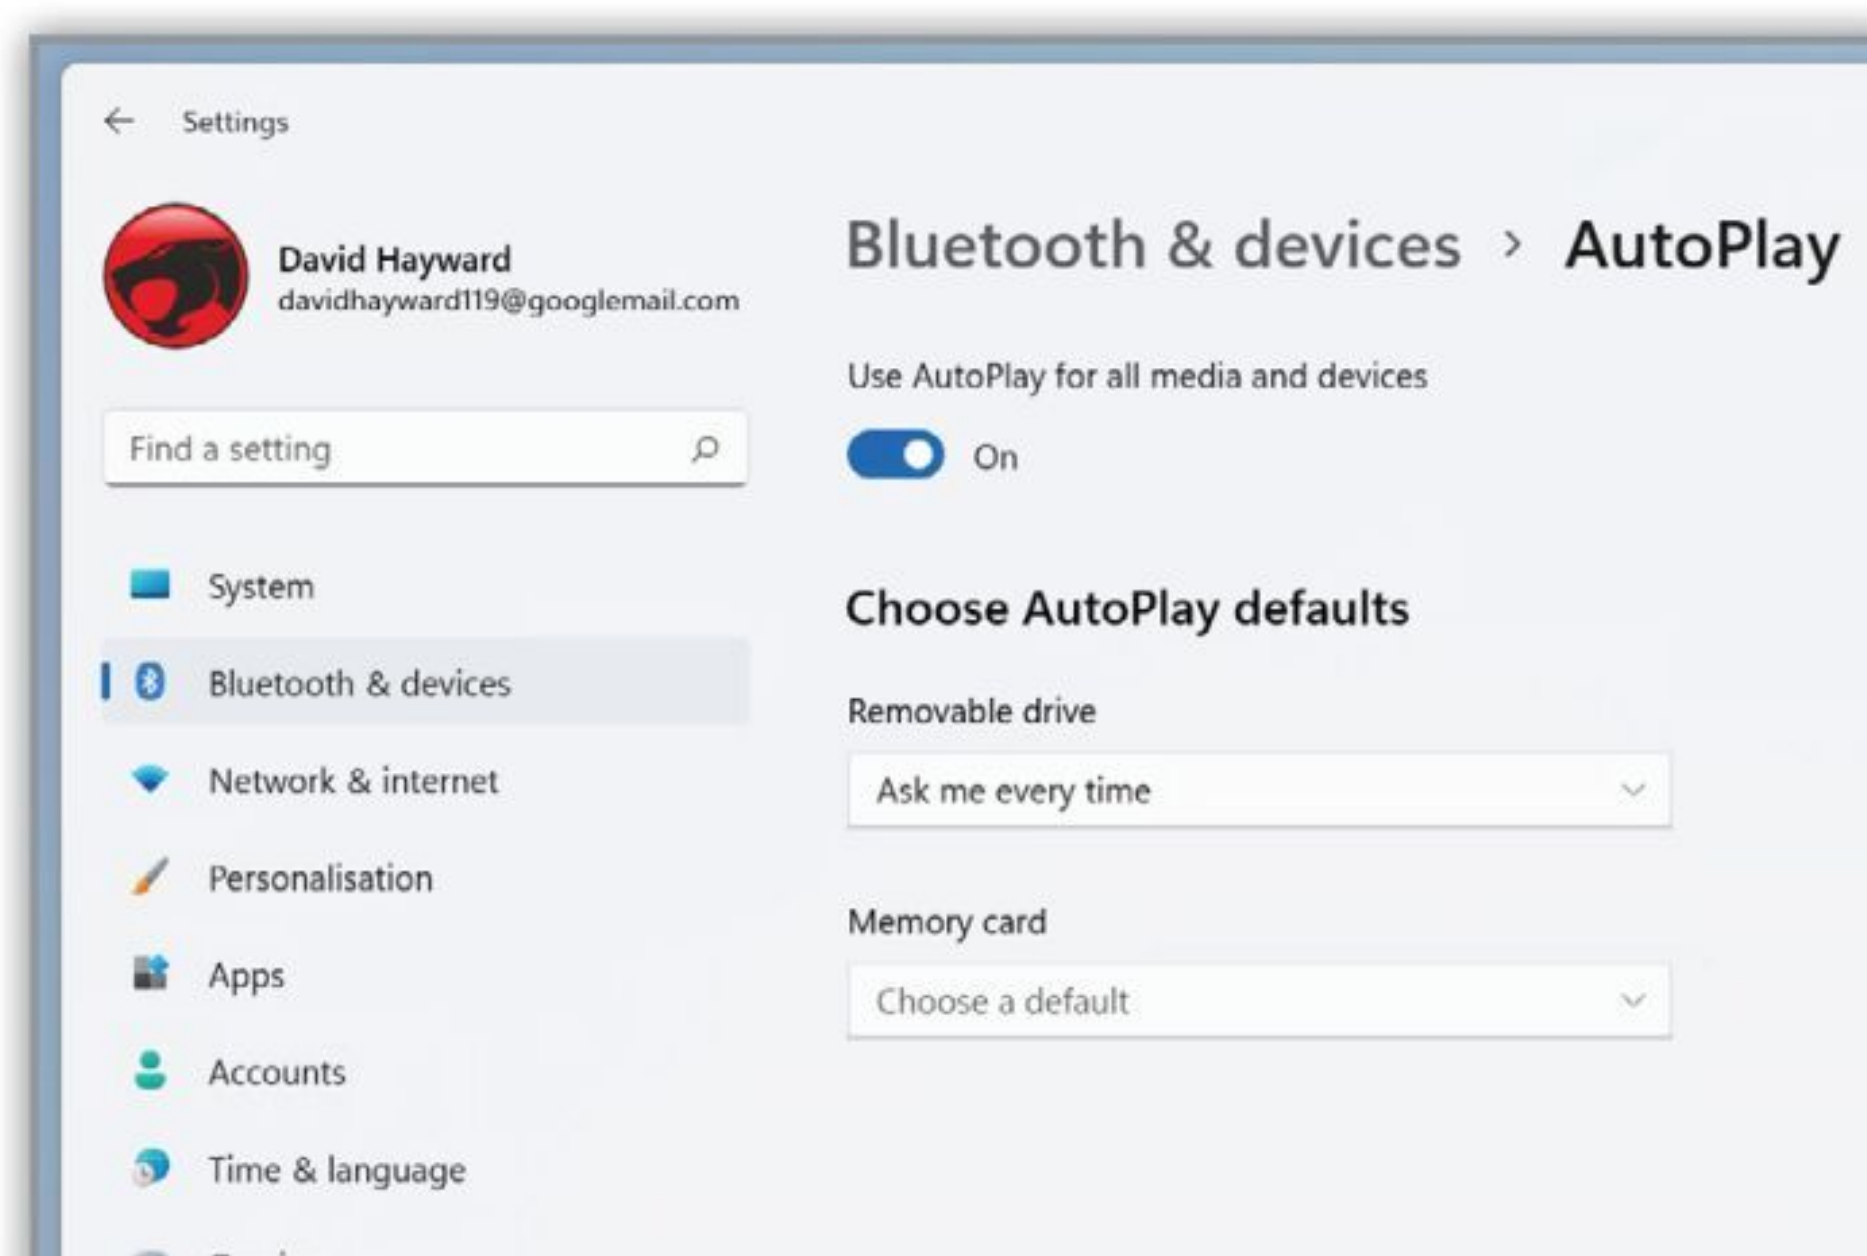 Settings
David Hayward
davidhayward119@googlemail.com
Find a setting
System
Bluetooth & devices
Network & internet
Personalisation
Apps
Accounts
Time & language
Bluetooth & devices > AutoPlay
Use AutoPlay for all media and devices
On
Choose AutoPlay defaults
Removable drive
Ask me every time
Memory card
Choose a default